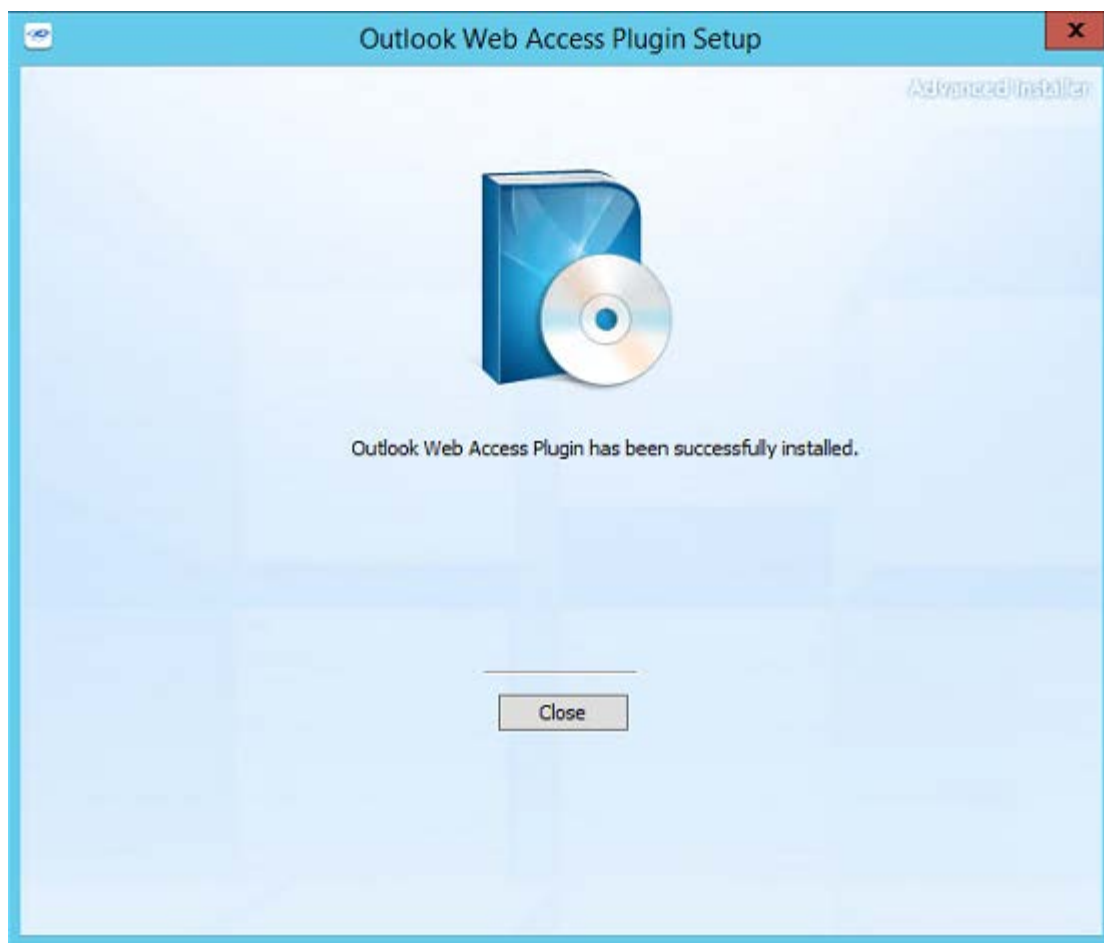 Outlook Web Access Plugin Setup
x
Advanced Installer
Outlook Web Access Plugin has been successfully installed.
Close